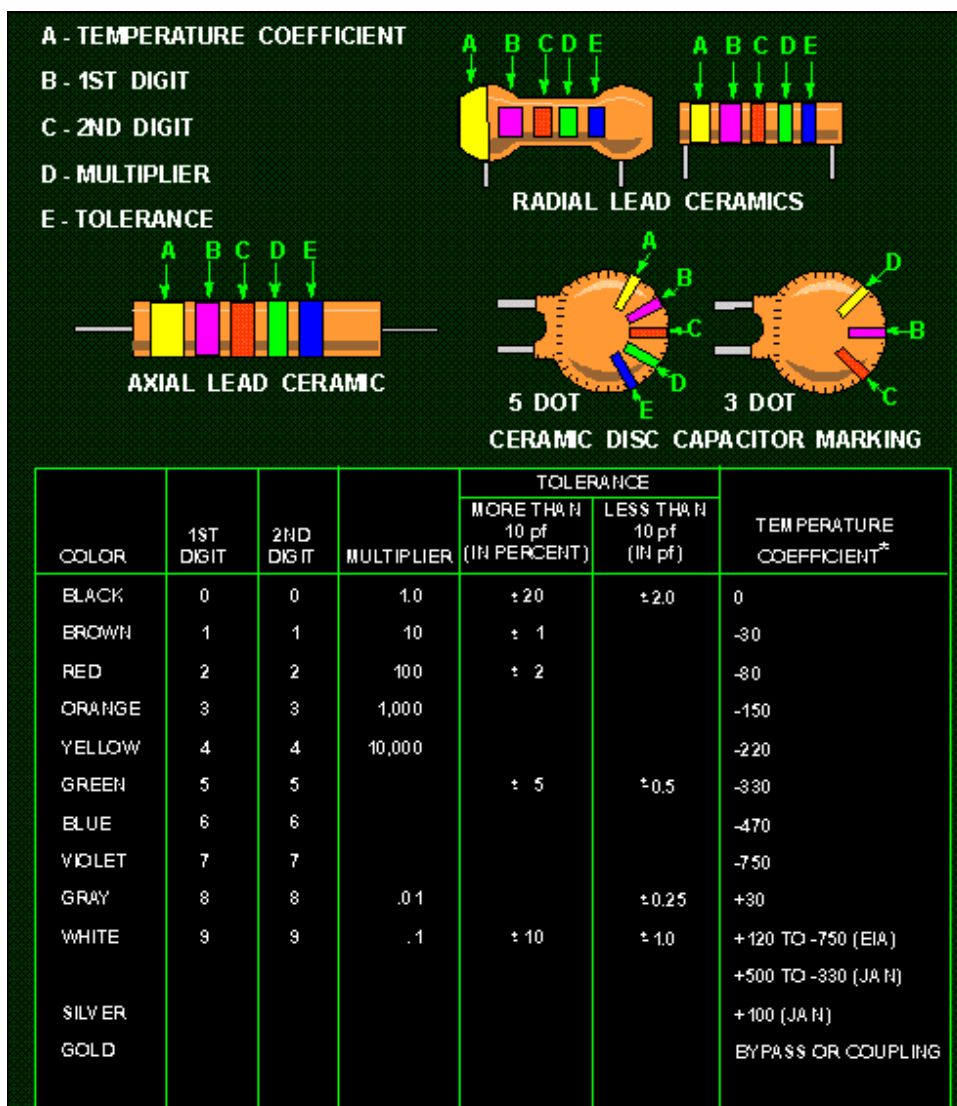 A - TEMPERATURE COEFFICIENT
B - 1ST DIGIT
C - 2ND DIGIT
D - MULTIPLIER
E - TOLERANCE
A B C D E
A B C D E
RADIAL LEAD CERAMICS
A B C D E
AXIAL LEAD CERAMIC
A
B
C
D
E
5 DOT
D
B
C
3 DOT
CERAMIC DISC CAPACITOR MARKING
TOLERANCE
COLOR 1ST DIGIT 2ND DIGIT MULTIPLIER MORE THAN 10 pf (IN PERCENT) LESS THAN 10 pf (IN pf) TEMPERATURE COEFFICIENT*
BLACK 0 0 1.0 ±20 ±2.0 0
BROWN 1 1 10 ± 1 -30
RED 2 2 100 ± 2 -80
ORANGE 3 3 1,000 -150
YELLOW 4 4 10,000 -220
GREEN 5 5 ± 5 ±0.5 -330
BLUE 6 6 -470
VIOLET 7 7 -750
GRAY 8 8 .01 ±0.25 +30
WHITE 9 9 .1 ±10 ±1.0 +120 TO -750 (EIA)
+500 TO -330 (JAN)
SILVER +100 (JAN)
GOLD BYPASS OR COUPLING